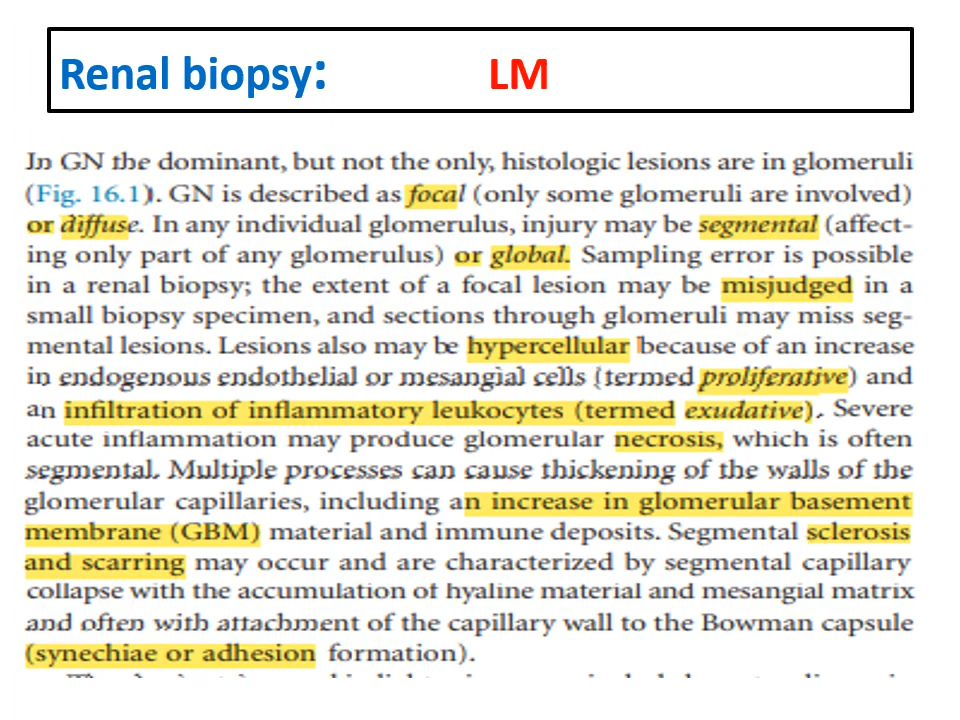 Renal biopsy: LM
In GN the dominant, but not the only, histologic lesions are in glomeruli
(Fig. 16.1). GN is described as focal (only some glomeruli are involved)
or diffuse. In any individual glomerulus, injury may be segmental (affect-
ing only part of any glomerulus) or global. Sampling error is possible
in a renal biopsy; the extent of a focal lesion may be misjudged in a
small biopsy specimen, and sections through glomeruli may miss seg-
mental lesions. Lesions also may be hypercellular because of an increase
in endogenous endothelial or mesangial cells (termed proliferative) and
an infiltration of inflammatory leukocytes (termed exudative). Severe
acute inflammation may produce glomerular necrosis, which is often
segmental. Multiple processes can cause thickening of the walls of the
glomerular capillaries, including an increase in glomerular basement
membrane (GBM) material and immune deposits. Segmental sclerosis
and scarring may occur and are characterized by segmental capillary
collapse with the accumulation of hyaline material and mesangial matrix
and often with attachment of the capillary wall to the Bowman capsule
(synechiae or adhesion formation).